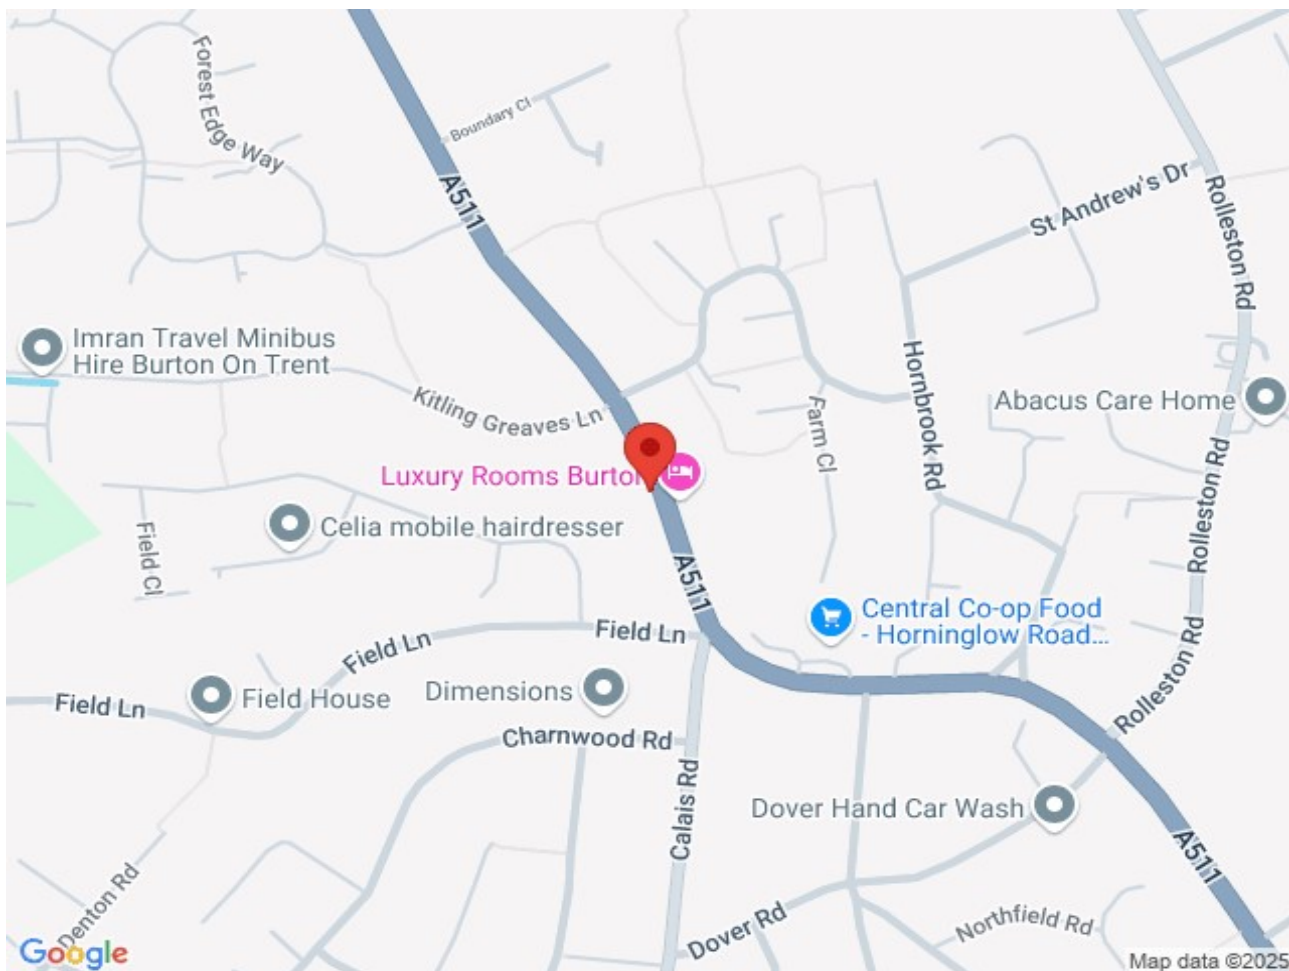 Forest Edge Way
Boundary Cl
A511
St Andrew's Dr
Rolleston Rd
Imran Travel Minibus
Hire Burton On Trent
Kitling Greaves Ln
Hornbrook Rd
Farm Cl
Abacus Care Home
Luxury Rooms Burton
Celia mobile hairdresser
Field Cl
Rolleston Rd
A511
Central Co-op Food
- Horninglow Road...
Field Ln
Field Ln
Field Ln
Field House
Dimensions
Charnwood Rd
Rolleston Rd
Calais Rd
Dover Hand Car Wash
A511
Denton Rd
Dover Rd
Northfield Rd
Google
Map data ©2025